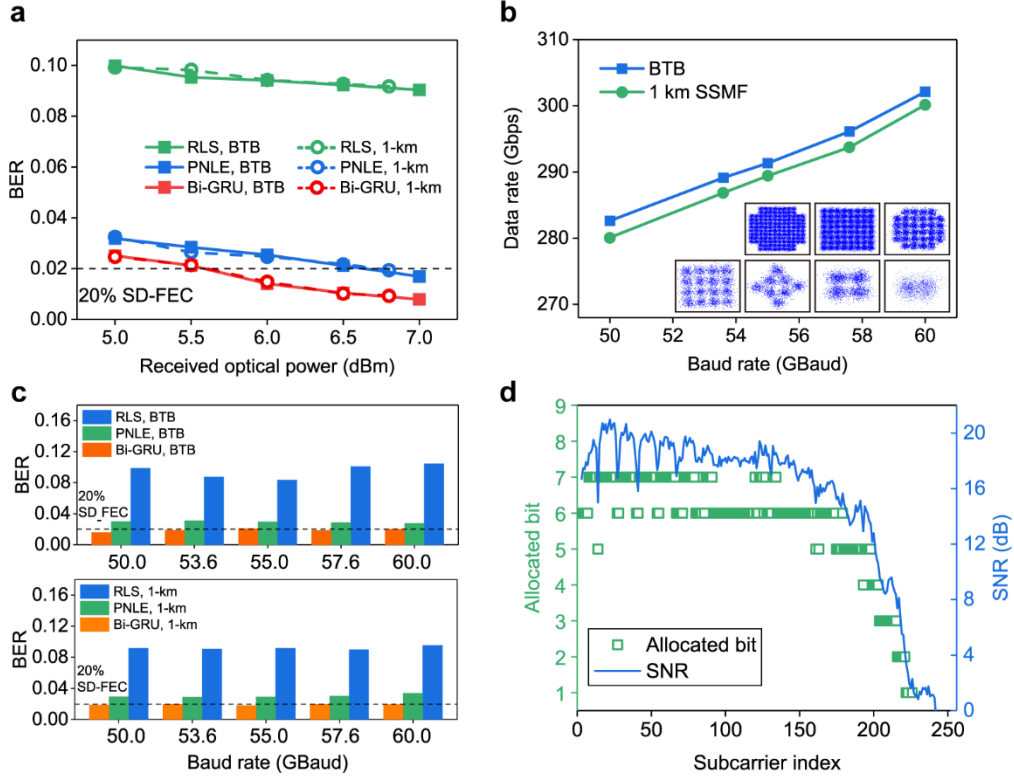 a
BER
0.10
0.08
0.06
0.04
0.02
0.00
RLS, BTB
PNLE, BTB
Bi-GRU, BTB
RLS, 1-km
PNLE, 1-km
Bi-GRU, 1-km
20% SD-FEC
5.0 5.5 6.0 6.5 7.0
Received optical power (dBm)
b
Data rate (Gbps)
310
300
290
280
270
BTB
1 km SSMF
50 52 54 56 58 60
Baud rate (GBaud)
c
BER
0.16
0.12
0.08
0.04
0.00
RLS, BTB
PNLE, BTB
Bi-GRU, BTB
20%
SD_FEC
50.0 53.6 55.0 57.6 60.0
BER
0.16
0.12
0.08
0.04
0.00
RLS, 1-km
PNLE, 1-km
Bi-GRU, 1-km
20%
SD-FEC
50.0 53.6 55.0 57.6 60.0
Baud rate (GBaud)
d
Allocated bit
9
8
7
6
5
4
3
2
1
Allocated bit
SNR
0 50 100 150 200 250
Subcarrier index
20
16
12
8
4
0
SNR (dB)